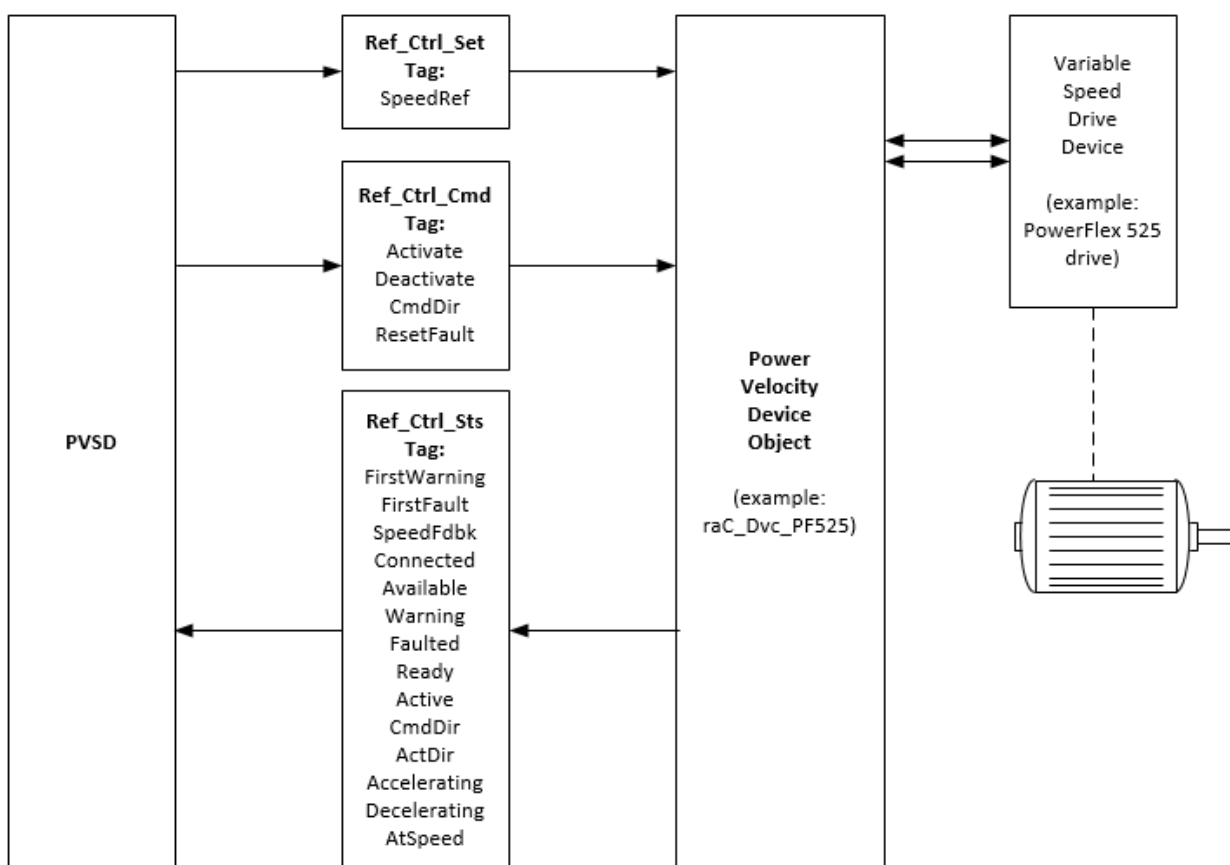 PVSD
Ref_Ctrl_Set
Tag:
SpeedRef
Ref_Ctrl_Cmd
Tag:
Activate
Deactivate
CmdDir
ResetFault
Ref_Ctrl_Sts
Tag:
FirstWarning
FirstFault
SpeedFdbk
Connected
Available
Warning
Faulted
Ready
Active
CmdDir
ActDir
Accelerating
Decelerating
AtSpeed
Power
Velocity
Device
Object
(example:
raC_Dvc_PF525)
Variable
Speed
Drive
Device
(example:
PowerFlex 525
drive)